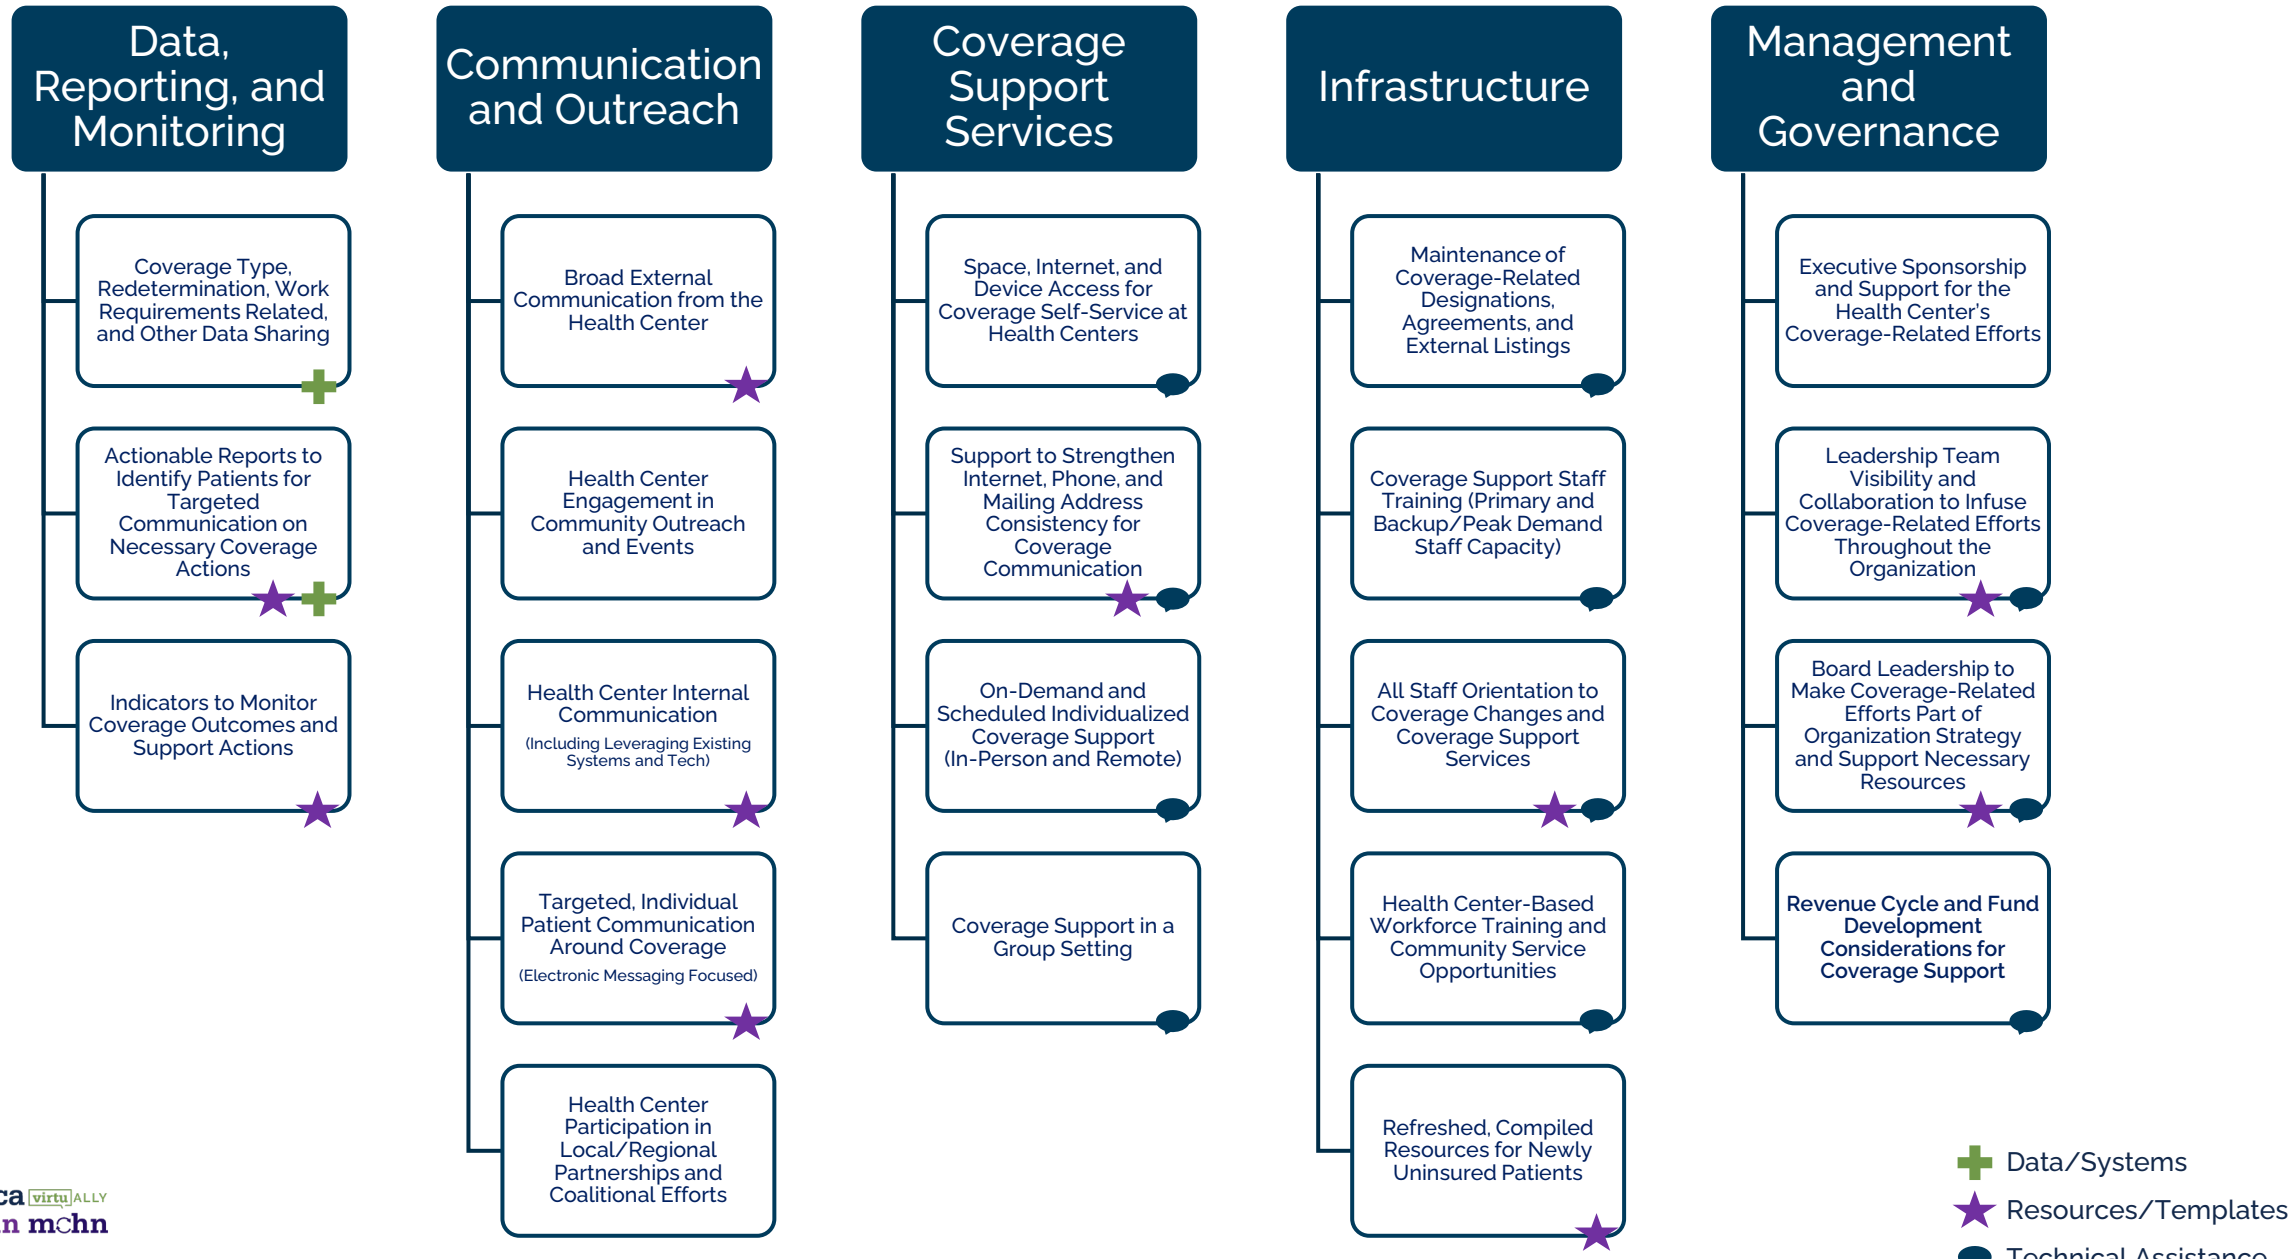 Data,
Reporting, and
Monitoring
Coverage Type,
Redetermination, Work
Requirements Related,
and Other Data Sharing
Actionable Reports to
Identify Patients for
Targeted
Communication on
Necessary Coverage
Actions
Indicators to Monitor
Coverage Outcomes and
Support Actions
Communication
and Outreach
Broad External
Communication from the
Health Center
Health Center
Engagement in
Community Outreach
and Events
Health Center Internal
Communication
(Including Leveraging Existing
Systems and Tech)
Targeted, Individual
Patient Communication
Around Coverage
(Electronic Messaging Focused)
Health Center
Participation in
Local/Regional
Partnerships and
Coalitional Efforts
Coverage
Support
Services
Space, Internet, and
Device Access for
Coverage Self-Service at
Health Centers
Support to Strengthen
Internet, Phone, and
Mailing Address
Consistency for
Coverage
Communication
On-Demand and
Scheduled Individualized
Coverage Support
(In-Person and Remote)
Coverage Support in a
Group Setting
Infrastructure
Maintenance of
Coverage-Related
Designations,
Agreements, and
External Listings
Coverage Support Staff
Training (Primary and
Backup/Peak Demand
Staff Capacity)
All Staff Orientation to
Coverage Changes and
Coverage Support
Services
Health Center-Based
Workforce Training and
Community Service
Opportunities
Refreshed, Compiled
Resources for Newly
Uninsured Patients
Management
and
Governance
Executive Sponsorship
and Support for the
Health Center's
Coverage-Related Efforts
Leadership Team
Visibility and
Collaboration to Infuse
Coverage-Related Efforts
Throughout the
Organization
Board Leadership to
Make Coverage-Related
Efforts Part of
Organization Strategy
and Support Necessary
Resources
Revenue Cycle and Fund
Development
Considerations for
Coverage Support
Data/Systems
Resources/Templates
Technical Assistance
ca virtuALLY
n mchn